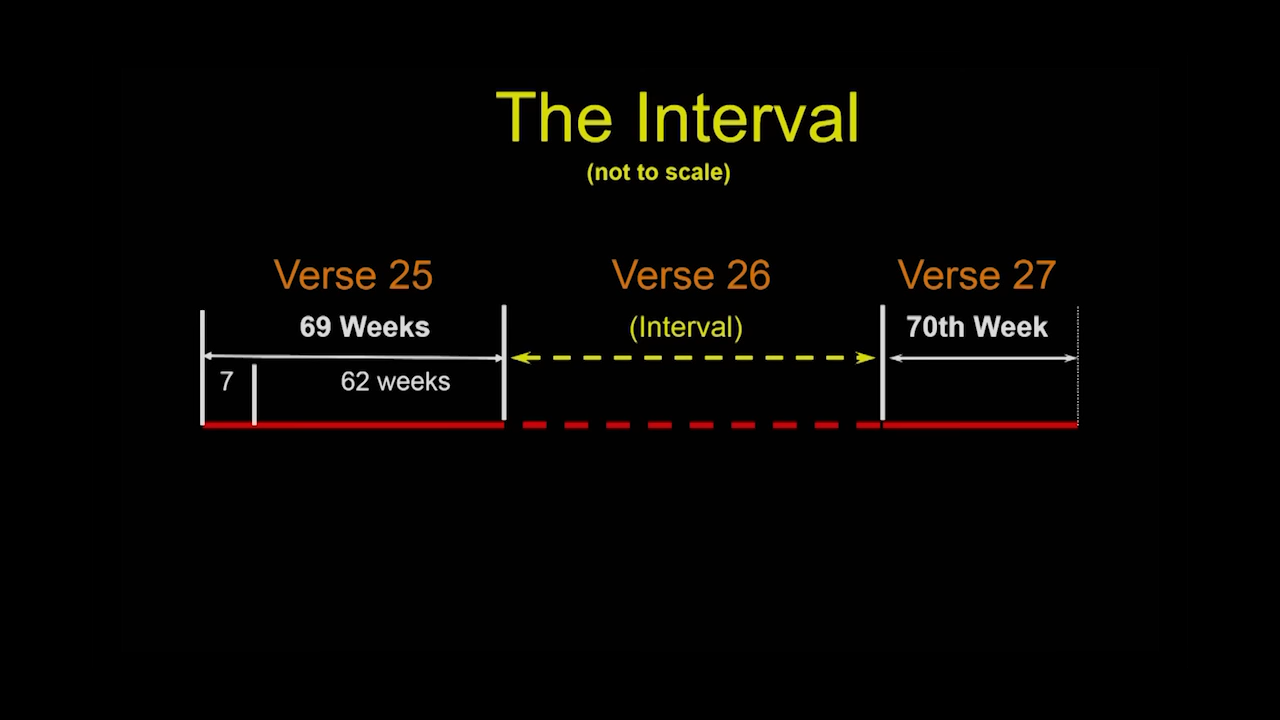 The Interval
(not to scale)
Verse 25
Verse 26
Verse 27
69 Weeks
(Interval)
70th Week
7
62 weeks